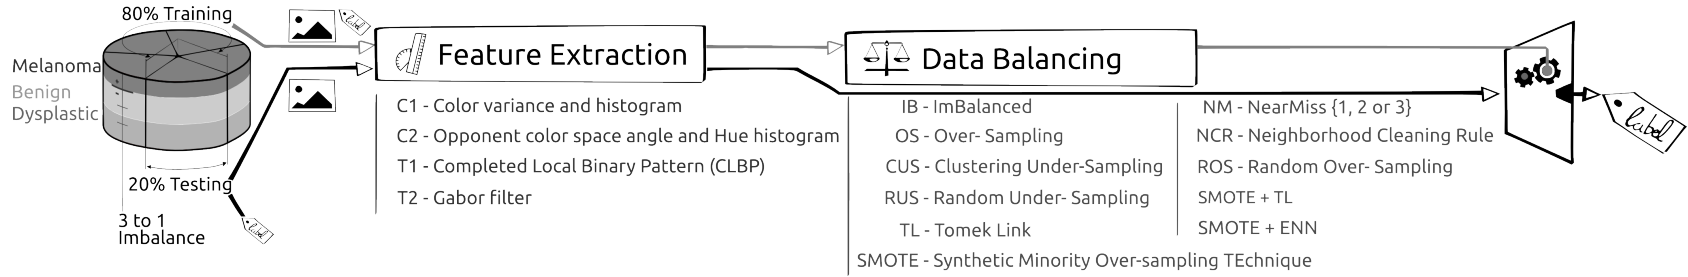 80% Training
label
Melanoma
Benign
Dysplastic
20% Testing
3 to 1
Imbalance
label
Feature Extraction
C1 - Color variance and histogram
C2 - Opponent color space angle and Hue histogram
T1 - Completed Local Binary Pattern (CLBP)
T2 - Gabor filter
Data Balancing
IB - ImBalanced
OS - Over- Sampling
CUS - Clustering Under-Sampling
RUS - Random Under- Sampling
TL - Tomek Link
SMOTE - Synthetic Minority Over-sampling TEchnique
NM - NearMiss {1, 2 or 3}
NCR - Neighborhood Cleaning Rule
ROS - Random Over- Sampling
SMOTE + TL
SMOTE + ENN
label